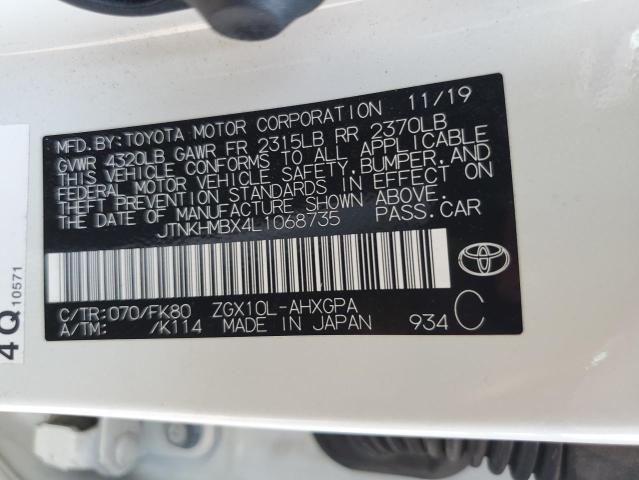 MFD. BY: TOYOTA MOTOR CORPORATION 11/19
GVWR 4320LB GAWR FR 2315LB RR 2370LB
THIS VEHICLE CONFORMS TO ALL APPLICABLE
FEDERAL MOTOR VEHICLE SAFETY, BUMPER, AND
THEFT PREVENTION STANDARDS IN EFFECT ON
THE DATE OF MANUFACTURE SHOWN ABOVE.
JTNKHMBX4L1068735 PASS. CAR
C/TR: 070/FK80 ZGX10L-AHXGPA
A/TM: /K114 MADE IN JAPAN 934 C
4Q 10571